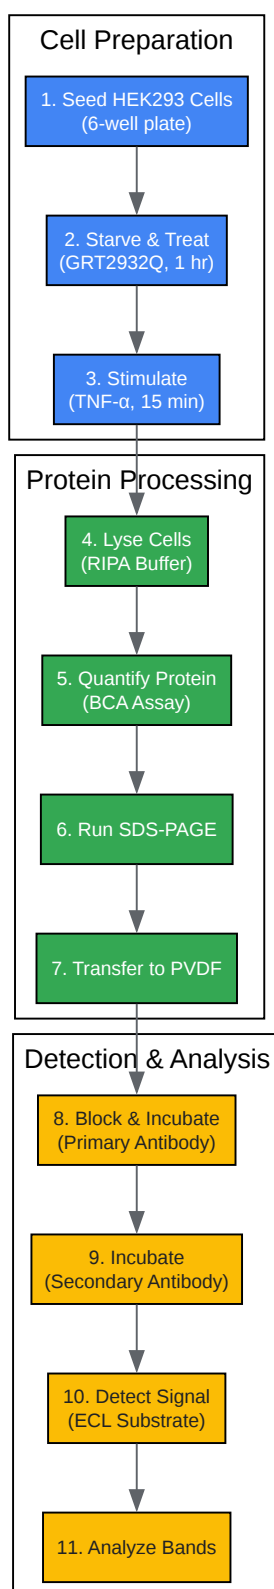 Cell Preparation
1. Seed HEK293 Cells
(6-well plate)
2. Starve & Treat
(GRT2932Q, 1 hr)
3. Stimulate
(TNF-α, 15 min)
Protein Processing
4. Lyse Cells
(RIPA Buffer)
5. Quantify Protein
(BCA Assay)
6. Run SDS-PAGE
7. Transfer to PVDF
Detection & Analysis
8. Block & Incubate
(Primary Antibody)
9. Incubate
(Secondary Antibody)
10. Detect Signal
(ECL Substrate)
11. Analyze Bands